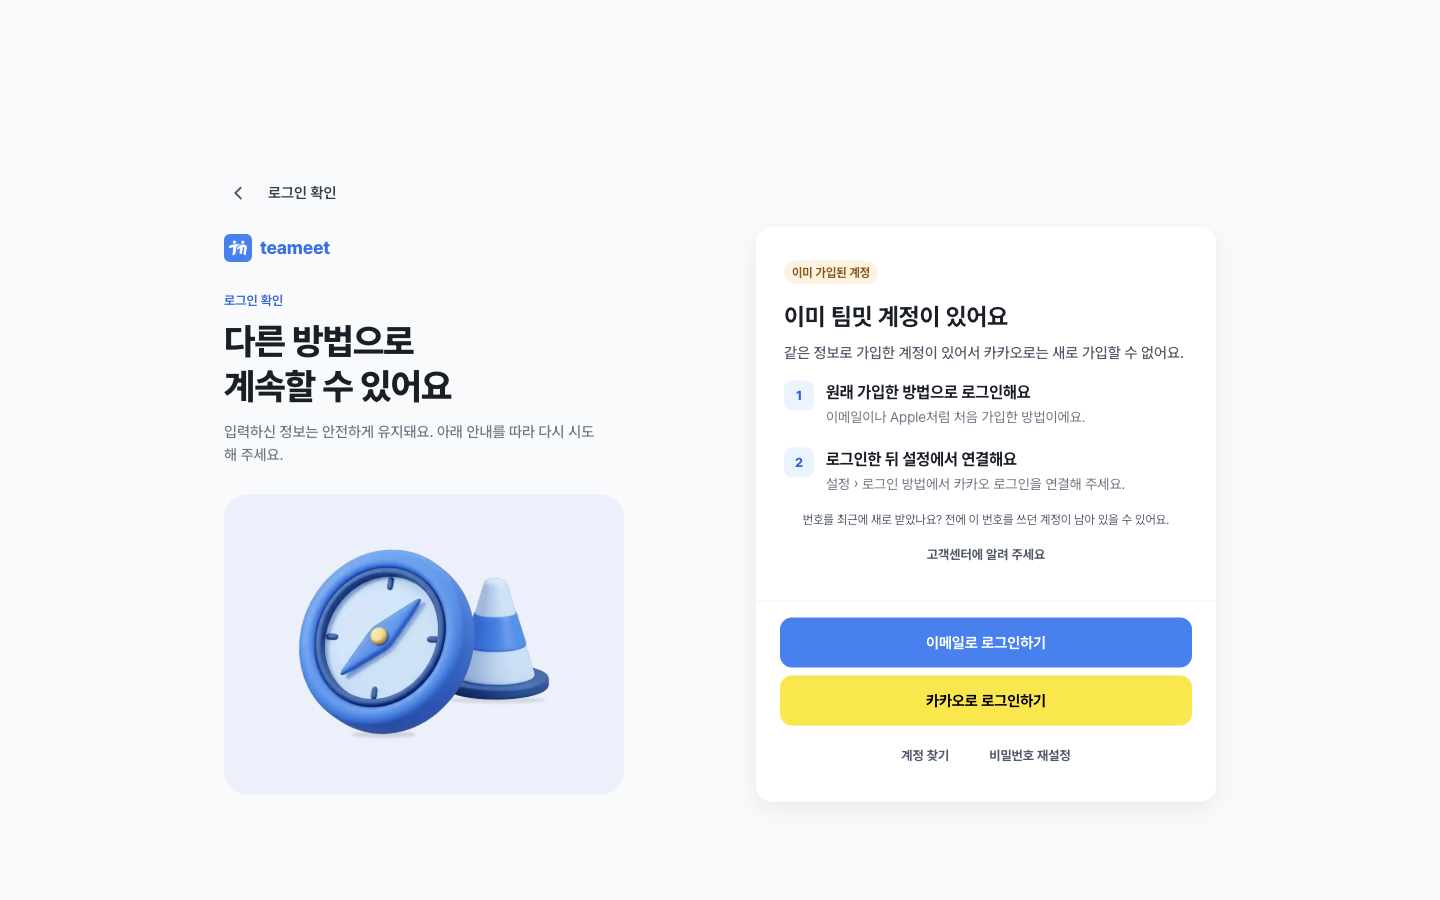 로그인 확인
teameet
로그인 확인
다른 방법으로
계속할 수 있어요
입력하신 정보는 안전하게 유지돼요. 아래 안내를 따라 다시 시도
해 주세요.
이미 가입된 계정
이미 팀밋 계정이 있어요
같은 정보로 가입한 계정이 있어서 카카오로는 새로 가입할 수 없어요.
1 원래 가입한 방법으로 로그인해요
이메일이나 Apple처럼 처음 가입한 방법이에요.
2 로그인한 뒤 설정에서 연결해요
설정 › 로그인 방법에서 카카오 로그인을 연결해 주세요.
번호를 최근에 새로 받았나요? 전에 이 번호를 쓰던 계정이 남아 있을 수 있어요.
고객센터에 알려 주세요
이메일로 로그인하기
카카오로 로그인하기
계정 찾기 비밀번호 재설정